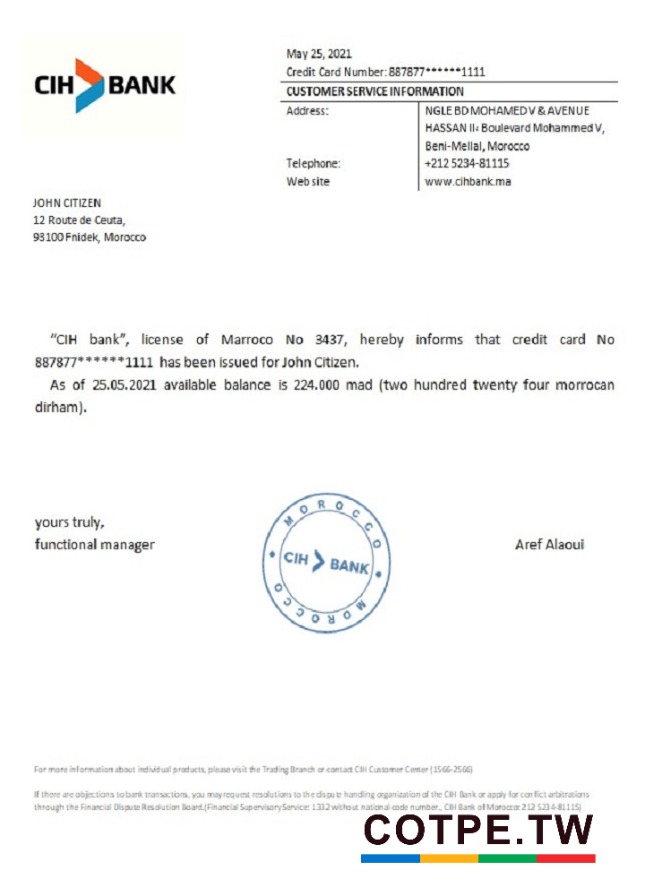 CIH BANK
May 25, 2021
Credit Card Number: 887877******1111
CUSTOMER SERVICE INFORMATION
Address: NGLE BD MOHAMED V & AVENUE
HASSAN II، Boulevard Mohammed V,
Beni-Mellal, Morocco
Telephone: +212 5234-81115
Web site www.cihbank.ma
JOHN CITIZEN
12 Route de Ceuta,
93100 Fnidek, Morocco
"CIH bank", license of Marroco No 3437, hereby informs that credit card No
887877******1111 has been issued for John Citizen.
As of 25.05.2021 available balance is 224.000 mad (two hundred twenty four morrocan
dirham).
yours truly,
functional manager
MOROCCO
CIH BANK
MOROCCO
Aref Alaoui
For more information about individual products, please visit the Trading Branch or contact CIH Customer Center (1566-2566)
If there are objections to bank transactions, you may request resolutions to the dispute handling organization of the CIH Bank or apply for conflict arbitrations
through the Financial Dispute Resolution Board.(Financial Supervisory Service: 1332 without national code number., CIH Bank of Morocco: 212 5234-81115)
COTPE.TW